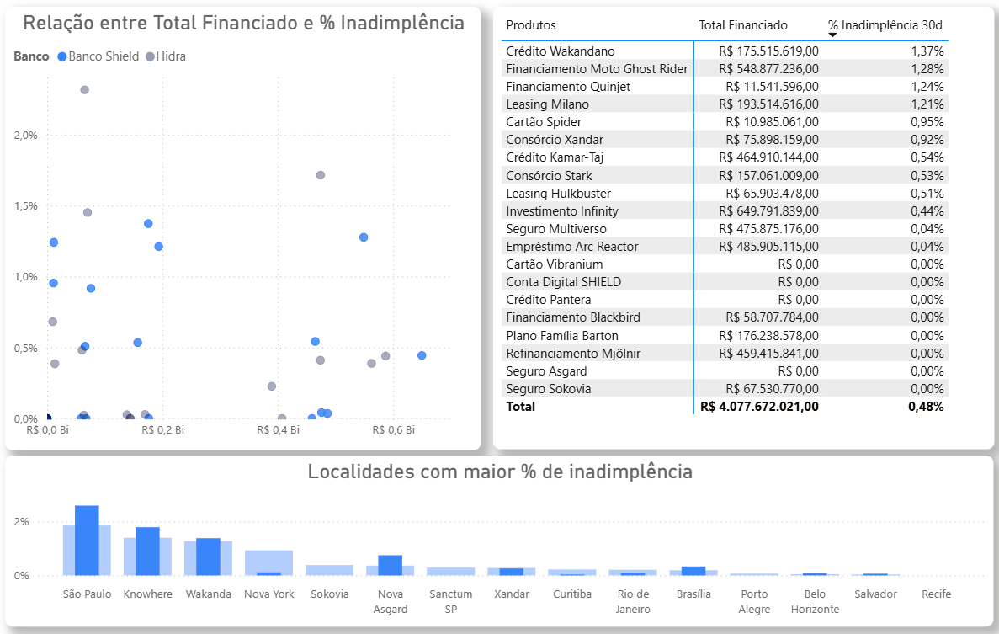 Relação entre Total Financiado e % Inadimplência
Banco Banco Shield Hidra
2,0%
1,5%
1,0%
0,5%
0,0%
R$ 0,0 Bi R$ 0,2 Bi R$ 0,4 Bi R$ 0,6 Bi
Produtos Total Financiado % Inadimplência 30d
Crédito Wakandano R$ 175.515.619,00 1,37%
Financiamento Moto Ghost Rider R$ 548.877.236,00 1,28%
Financiamento Quinjet R$ 11.541.596,00 1,24%
Leasing Milano R$ 193.514.616,00 1,21%
Cartão Spider R$ 10.985.061,00 0,95%
Consórcio Xandar R$ 75.898.159,00 0,92%
Crédito Kamar-Taj R$ 464.910.144,00 0,54%
Consórcio Stark R$ 157.061.009,00 0,53%
Leasing Hulkbuster R$ 65.903.478,00 0,51%
Investimento Infinity R$ 649.791.839,00 0,44%
Seguro Multiverso R$ 475.875.176,00 0,04%
Empréstimo Arc Reactor R$ 485.905.115,00 0,04%
Cartão Vibranium R$ 0,00 0,00%
Conta Digital SHIELD R$ 0,00 0,00%
Crédito Pantera R$ 0,00 0,00%
Financiamento Blackbird R$ 58.707.784,00 0,00%
Plano Família Barton R$ 176.238.578,00 0,00%
Refinanciamento Mjölnir R$ 459.415.841,00 0,00%
Seguro Asgard R$ 0,00 0,00%
Seguro Sokovia R$ 67.530.770,00 0,00%
Total R$ 4.077.672.021,00 0,48%
Localidades com maior % de inadimplência
2%
0%
São Paulo Knowhere Wakanda Nova York Sokovia Nova Asgard Sanctum SP Xandar Curitiba Rio de Janeiro Brasília Porto Alegre Belo Horizonte Salvador Recife